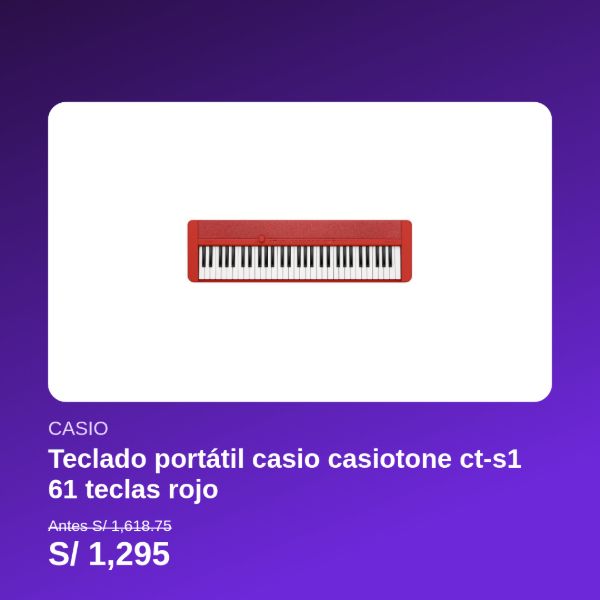 CASIO
Teclado portátil casio casiotone ct-s1
61 teclas rojo
Antes S/ 1,618.75
S/ 1,295